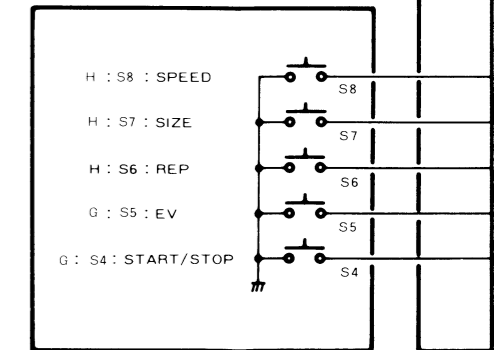 H : S8 : SPEED
S8
H : S7 : SIZE
S7
H : S6 : REP
S6
G : S5 : EV
S5
G : S4 : START/STOP
S4